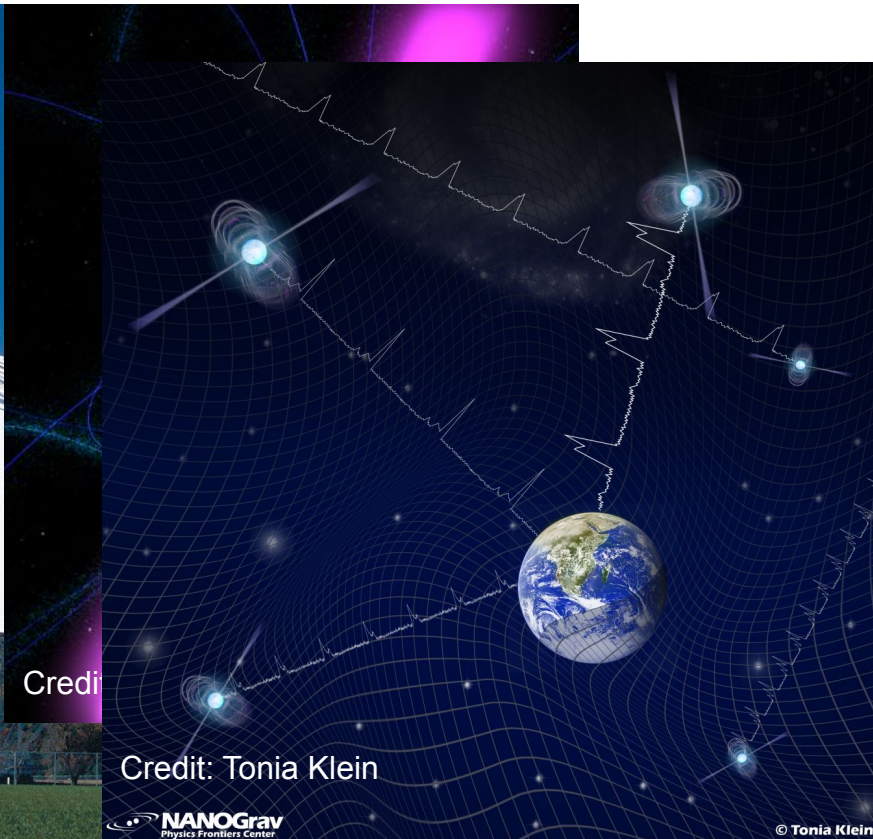 Credit: Tonia Klein
NANOGrav
Physics Frontiers Center
© Tonia Klein